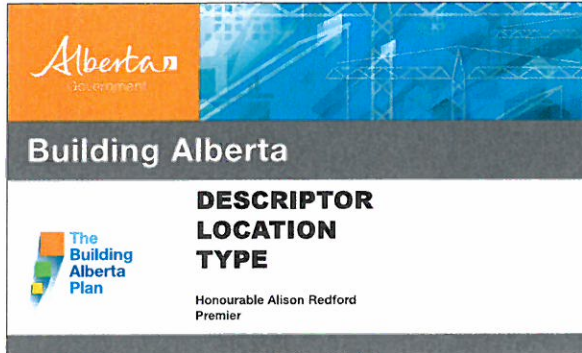 Alberta
Government
Building Alberta
The
Building
Alberta
Plan
DESCRIPTOR
LOCATION
TYPE
Honourable Alison Redford
Premier